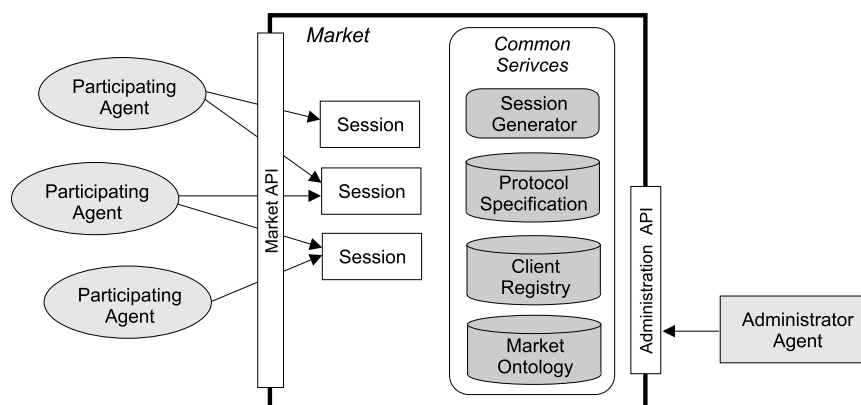 Market
Common
Serivces
Participating
Agent
Session
Session
Generator
Participating
Agent
Session
Protocol
Specification
Market API
Session
Client
Registry
Participating
Agent
Market
Ontology
Administration API
Administrator
Agent